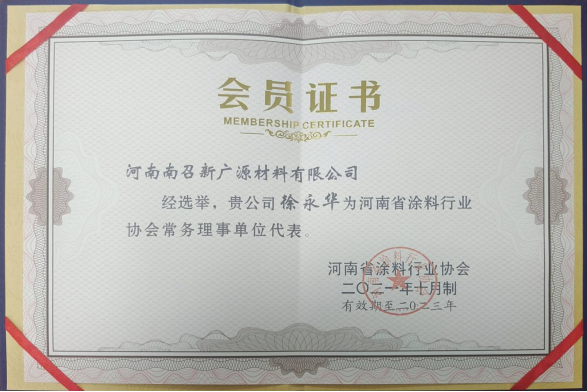 会员证书
MEMBERSHIP CERTIFICATE
河南南召新广源材料有限公司
经选举，贵公司徐永华为河南省涂料行业
协会常务理事单位代表。
河南省涂料行业协会
二〇二一年十月制
有效期至二〇二三年